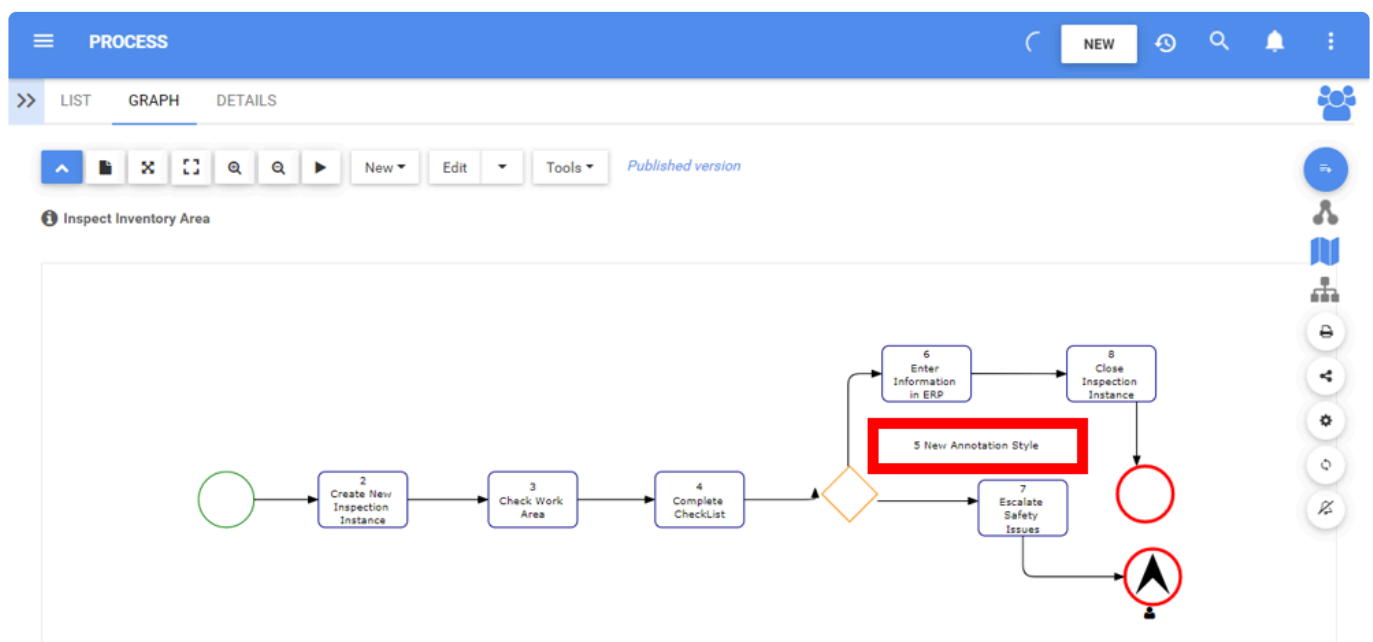 PROCESS
NEW
LIST
GRAPH
DETAILS
New
Edit
Tools
Published version
Inspect Inventory Area
6
Enter
Information
in ERP
8
Close
Inspection
Instance
5 New Annotation Style
2
Create New
Inspection
Instance
3
Check Work
Area
4
Complete
CheckList
7
Escalate
Safety
Issues